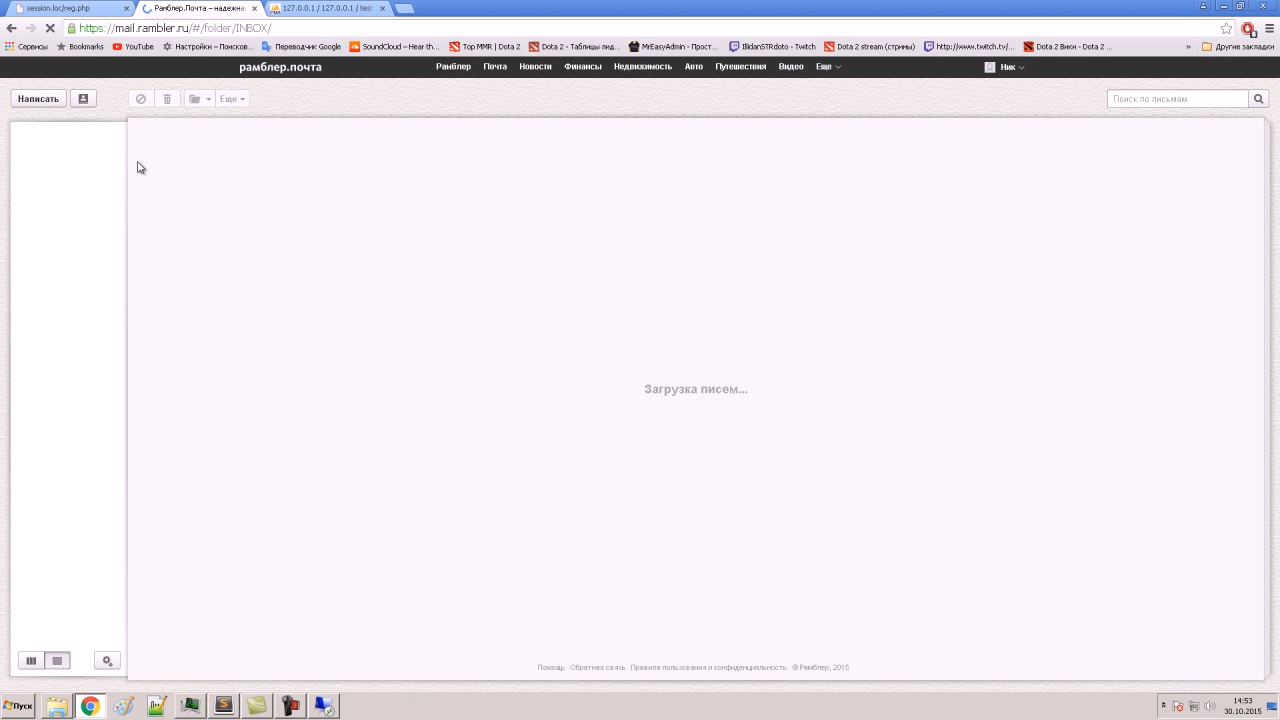 session.loc/reg.php
Рамблер.Почта – надежна
127.0.0.1 / 127.0.0.1 / test
https://mail.rambler.ru/#/folder/INBOX/
Сервисы
Bookmarks
YouTube
Настройки – Поисков...
Переводчик Google
SoundCloud – Hear th...
Top MMR | Dota 2
Dota 2 - Таблицы лид...
MrEasyAdmin - Прост...
IllidanSTRdoto - Twitch
Dota 2 stream (стримы)
http://www.twitch.tv/...
Dota 2 Вики - Dota 2 ...
»
Другие закладки
рамблер.почта
Рамблер
Почта
Новости
Финансы
Недвижимость
Авто
Путешествия
Видео
Еще
Ник
Написать
Еще
Поиск по письмам
Загрузка писем...
Помощь
Обратная связь
Правила пользования и конфиденциальность
© Рамблер, 2015
Пуск
14:53
30.10.2015